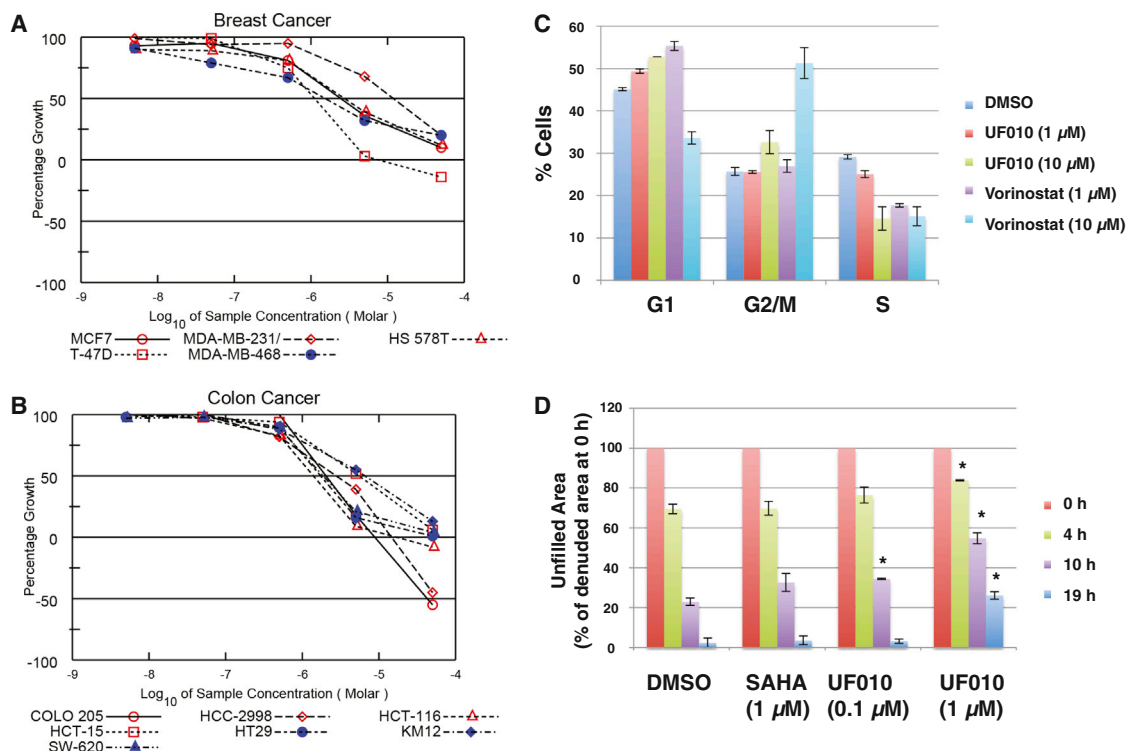 A
Breast Cancer
Percentage Growth
100
50
0
-50
-100
-9 -8 -7 -6 -5 -4
Log10 of Sample Concentration ( Molar )
MCF7 MDA-MB-231/ HS 578T
T-47D MDA-MB-468
B
Colon Cancer
Percentage Growth
100
50
0
-50
-100
-9 -8 -7 -6 -5 -4
Log10 of Sample Concentration ( Molar )
COLO 205 HCC-2998 HCT-116
HCT-15 HT29 KM12
SW-620
C
% Cells
60
50
40
30
20
10
0
G1 G2/M S
DMSO
UF010 (1 µM)
UF010 (10 µM)
Vorinostat (1 µM)
Vorinostat (10 µM)
D
Unfilled Area
(% of denuded area at 0 h)
120
100
80
60
40
20
0
* * * *
DMSO SAHA UF010 UF010
(1 µM) (0.1 µM) (1 µM)
0 h
4 h
10 h
19 h